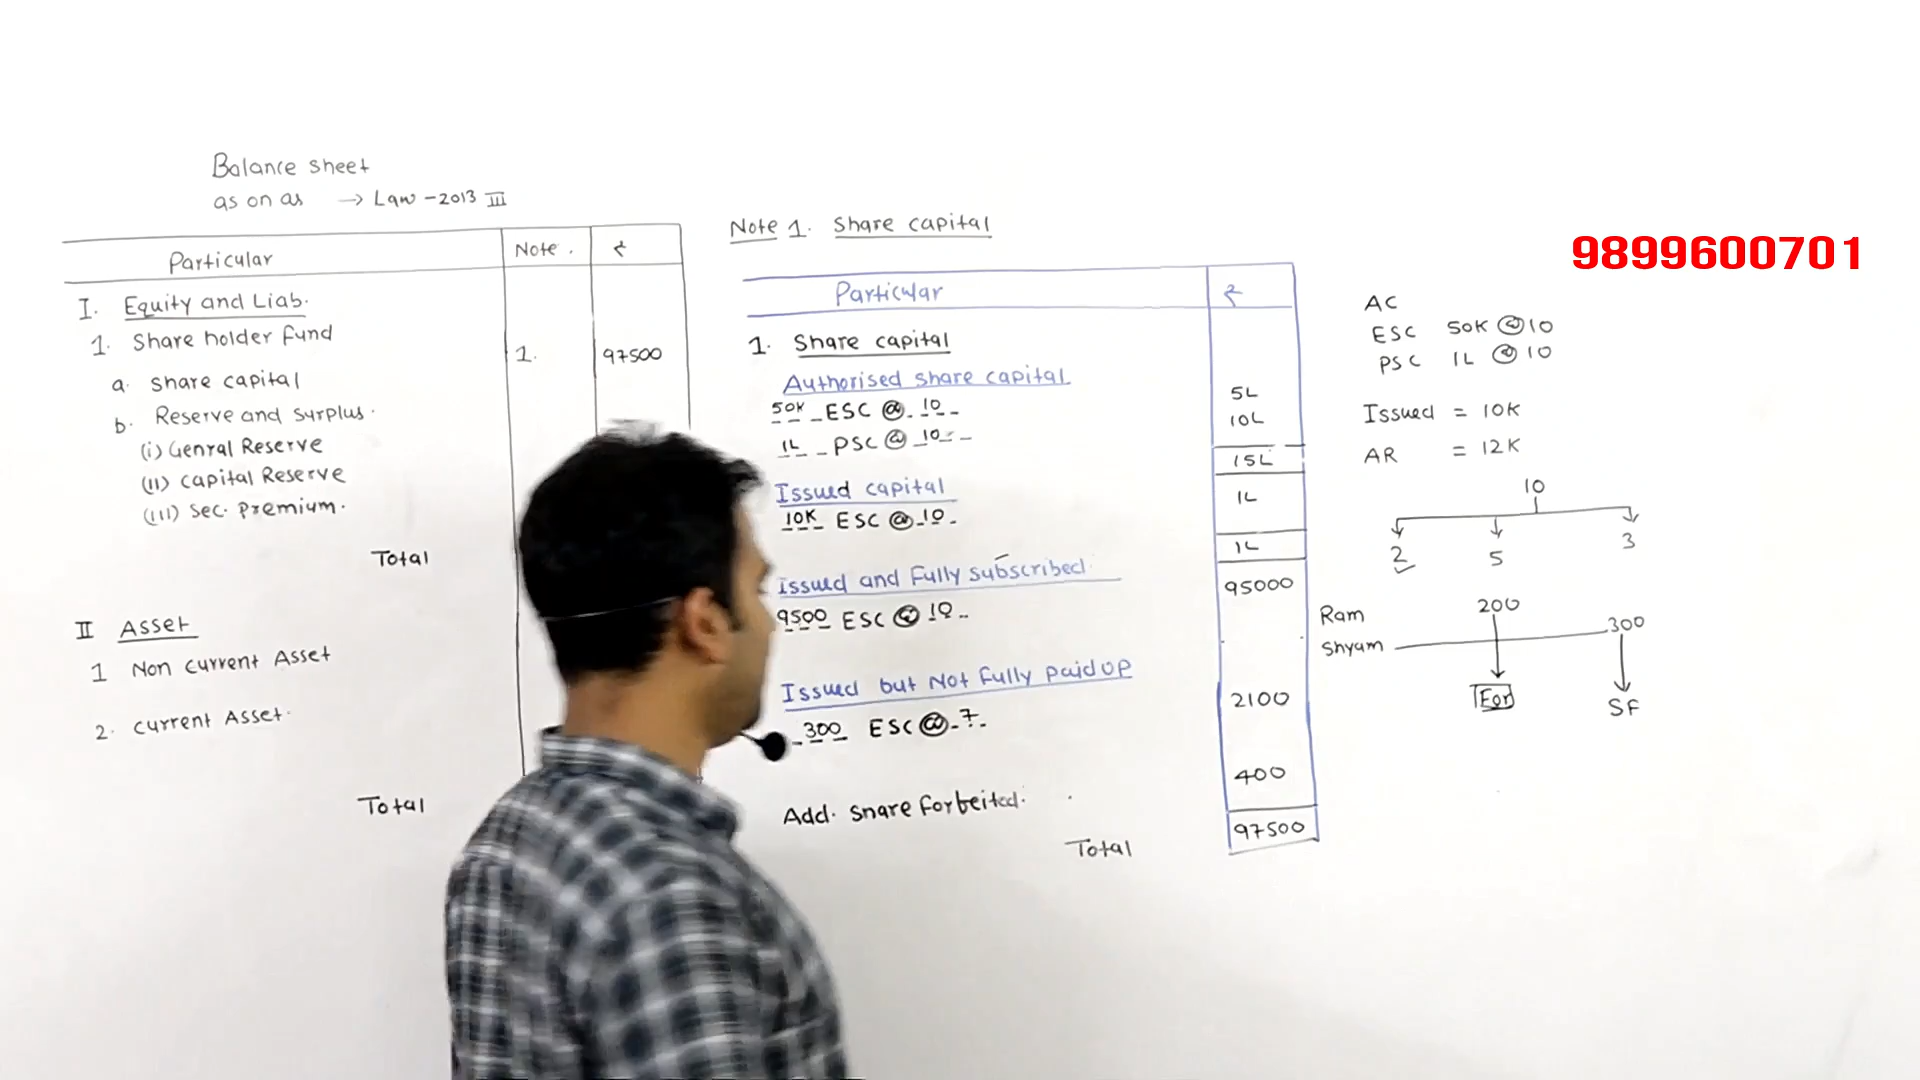 Balance sheet
as on as → Law - 2013 III
Particular Note. ₹
I. Equity and Liab.
1. Share holder Fund
a. Share capital 1. 97500
b. Reserve and surplus.
(i) Genral Reserve
(ii) Capital Reserve
(iii) Sec. Premium.
Total
II Asset
1 Non current Asset
2. Current Asset.
Total
Note 1. Share capital
Particular ₹
1. Share capital
Authorised share capital
50K ESC @ 10 5L
1L PSC @ 10 10L
15L
Issued capital 1L
10K ESC @ 10
1L
Issued and Fully subscribed. 95000
9500 ESC @ 10
Issued but Not Fully Paid UP 2100
300 ESC @ 7
400
Add. Snare Forbeited.
Total 97500
9899600701
AC
ESC 50K @ 10
PSC 1L @ 10
Issued = 10K
AR = 12K
10
2 5 3
Ram 200
Shyam 300
For
SF